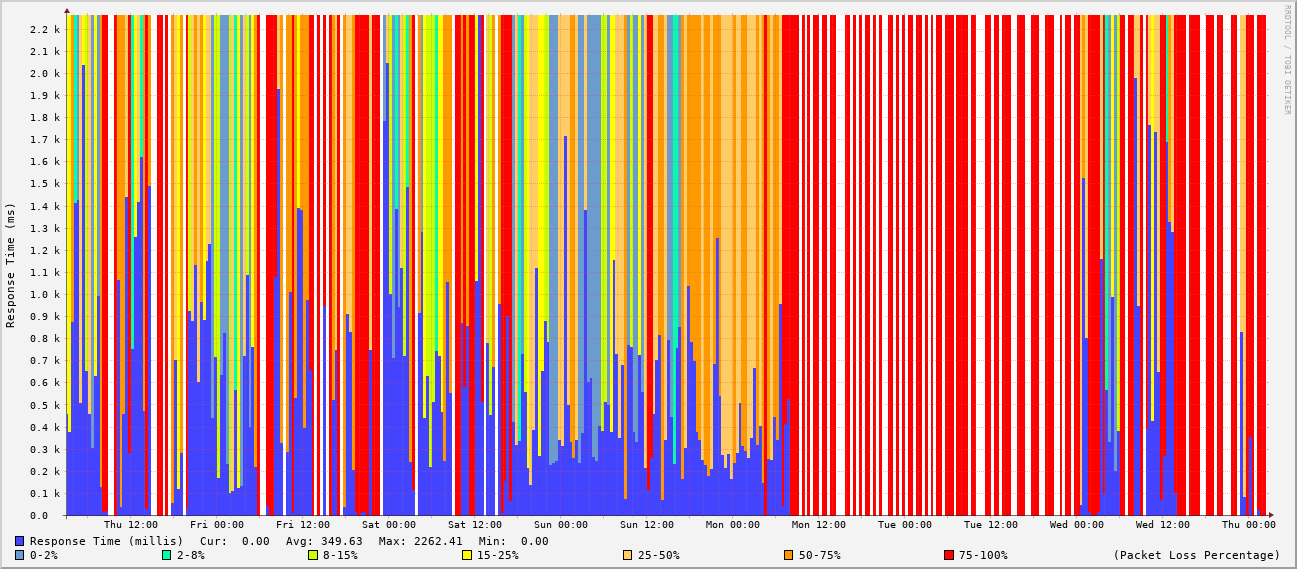 RRDTOOL / TOBI OETIKER
Response Time (ms)
2.2 k
2.1 k
2.0 k
1.9 k
1.8 k
1.7 k
1.6 k
1.5 k
1.4 k
1.3 k
1.2 k
1.1 k
1.0 k
0.9 k
0.8 k
0.7 k
0.6 k
0.5 k
0.4 k
0.3 k
0.2 k
0.1 k
0.0
Thu 12:00 Fri 00:00 Fri 12:00 Sat 00:00 Sat 12:00 Sun 00:00 Sun 12:00 Mon 00:00 Mon 12:00 Tue 00:00 Tue 12:00 Wed 00:00 Wed 12:00 Thu 00:00
Response Time (millis) Cur: 0.00 Avg: 349.63 Max: 2262.41 Min: 0.00
0-2% 2-8% 8-15% 15-25% 25-50% 50-75% 75-100% (Packet Loss Percentage)